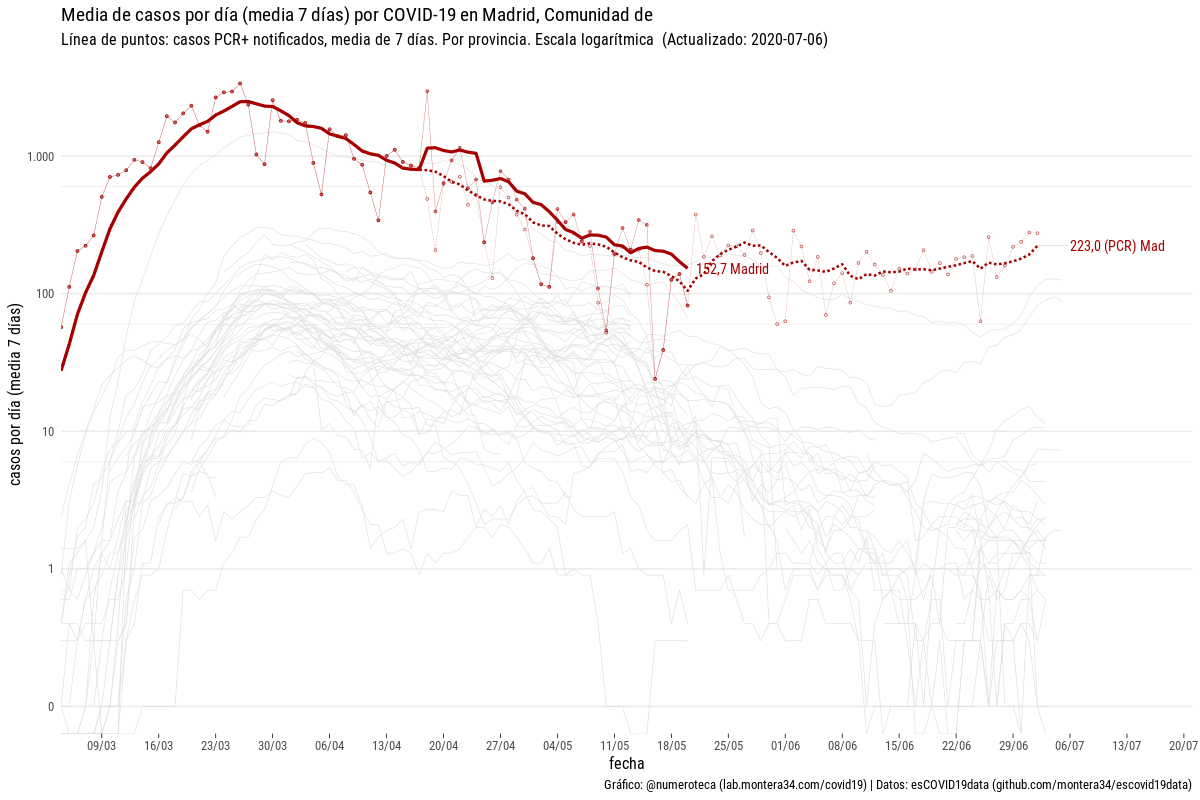 Media de casos por día (media 7 días) por COVID-19 en Madrid, Comunidad de
Línea de puntos: casos PCR+ notificados, media de 7 días. Por provincia. Escala logarítmica (Actualizado: 2020-07-06)
casos por día (media 7 días)
1.000
100
10
1
0
152,7 Madrid
223,0 (PCR) Mad
09/03 16/03 23/03 30/03 06/04 13/04 20/04 27/04 04/05 11/05 18/05 25/05 01/06 08/06 15/06 22/06 29/06 06/07 13/07 20/07
fecha
Gráfico: @numeroteca (lab.montera34.com/covid19) | Datos: esCOVID19data (github.com/montera34/escovid19data)